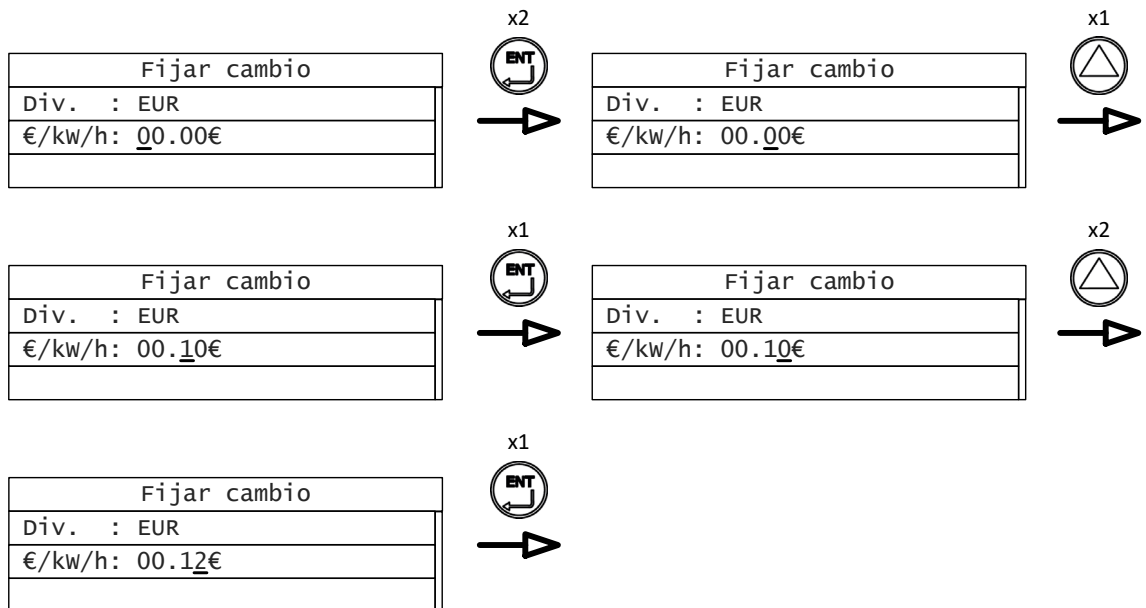 x2
x1
ENT
Fijar cambio
Div. : EUR
€/kW/h: 00.00€
Fijar cambio
Div. : EUR
€/kW/h: 00.00€
x1
x2
ENT
Fijar cambio
Div. : EUR
€/kW/h: 00.10€
Fijar cambio
Div. : EUR
€/kW/h: 00.10€
x1
ENT
Fijar cambio
Div. : EUR
€/kW/h: 00.12€